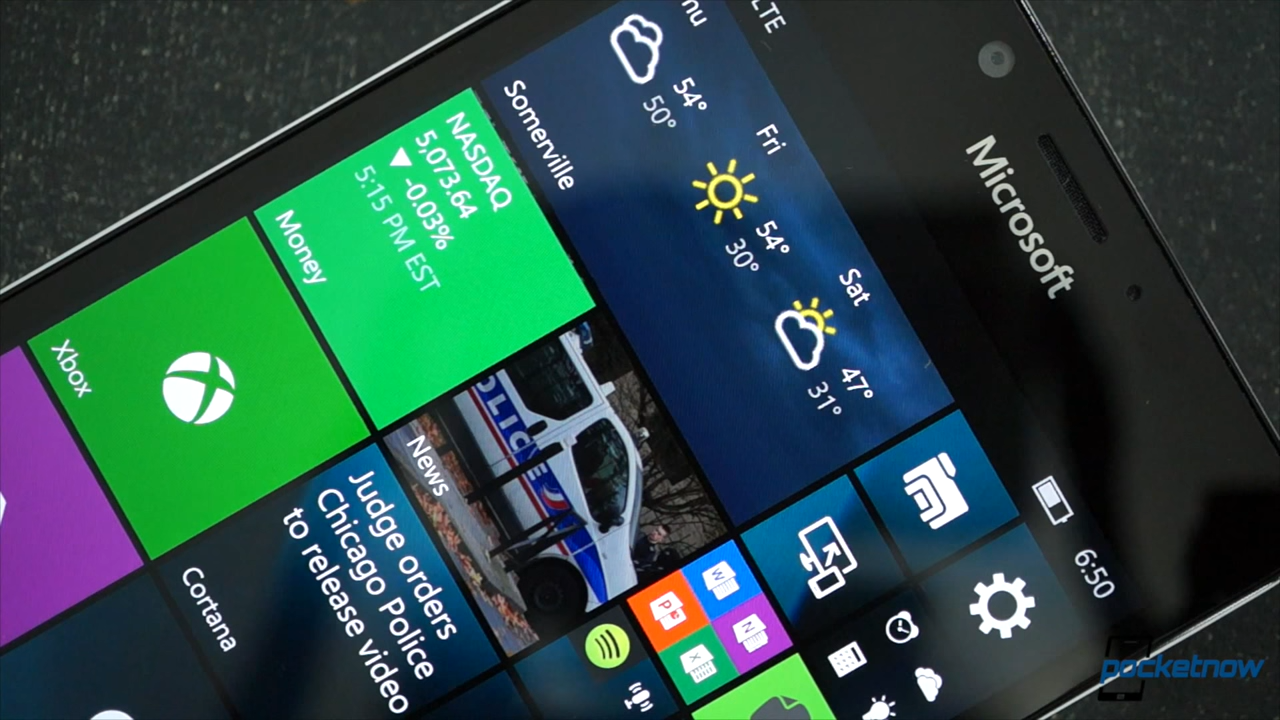 LTE
6:50
Microsoft
Thu
54°
50°
Fri
54°
30°
Sat
47°
31°
Somerville
NASDAQ
5,073.64
▼ -0.03%
5:15 PM EST
Money
Xbox
POLICE
News
Judge orders
Chicago Police
to release video
Cortana
W
P
N
X
pocketnow